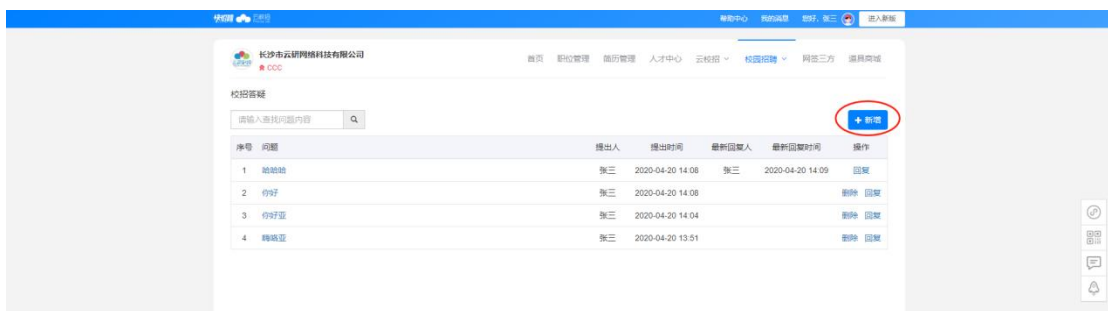 帮助中心 我的消息 您好, 张三 进入新版
长沙市云研网络科技有限公司
CCC
首页 职位管理 简历管理 人才中心 云校招 校园招聘 网签三方 道具商城
校招答疑
请输入查找问题内容
+ 新增
序号 问题 提出人 提出时间 最新回复人 最新回复时间 操作
1 哈哈哈 张三 2020-04-20 14:08 张三 2020-04-20 14:09 回复
2 你好 张三 2020-04-20 14:08 删除 回复
3 你好亚 张三 2020-04-20 14:04 删除 回复
4 嗨咯亚 张三 2020-04-20 13:51 删除 回复